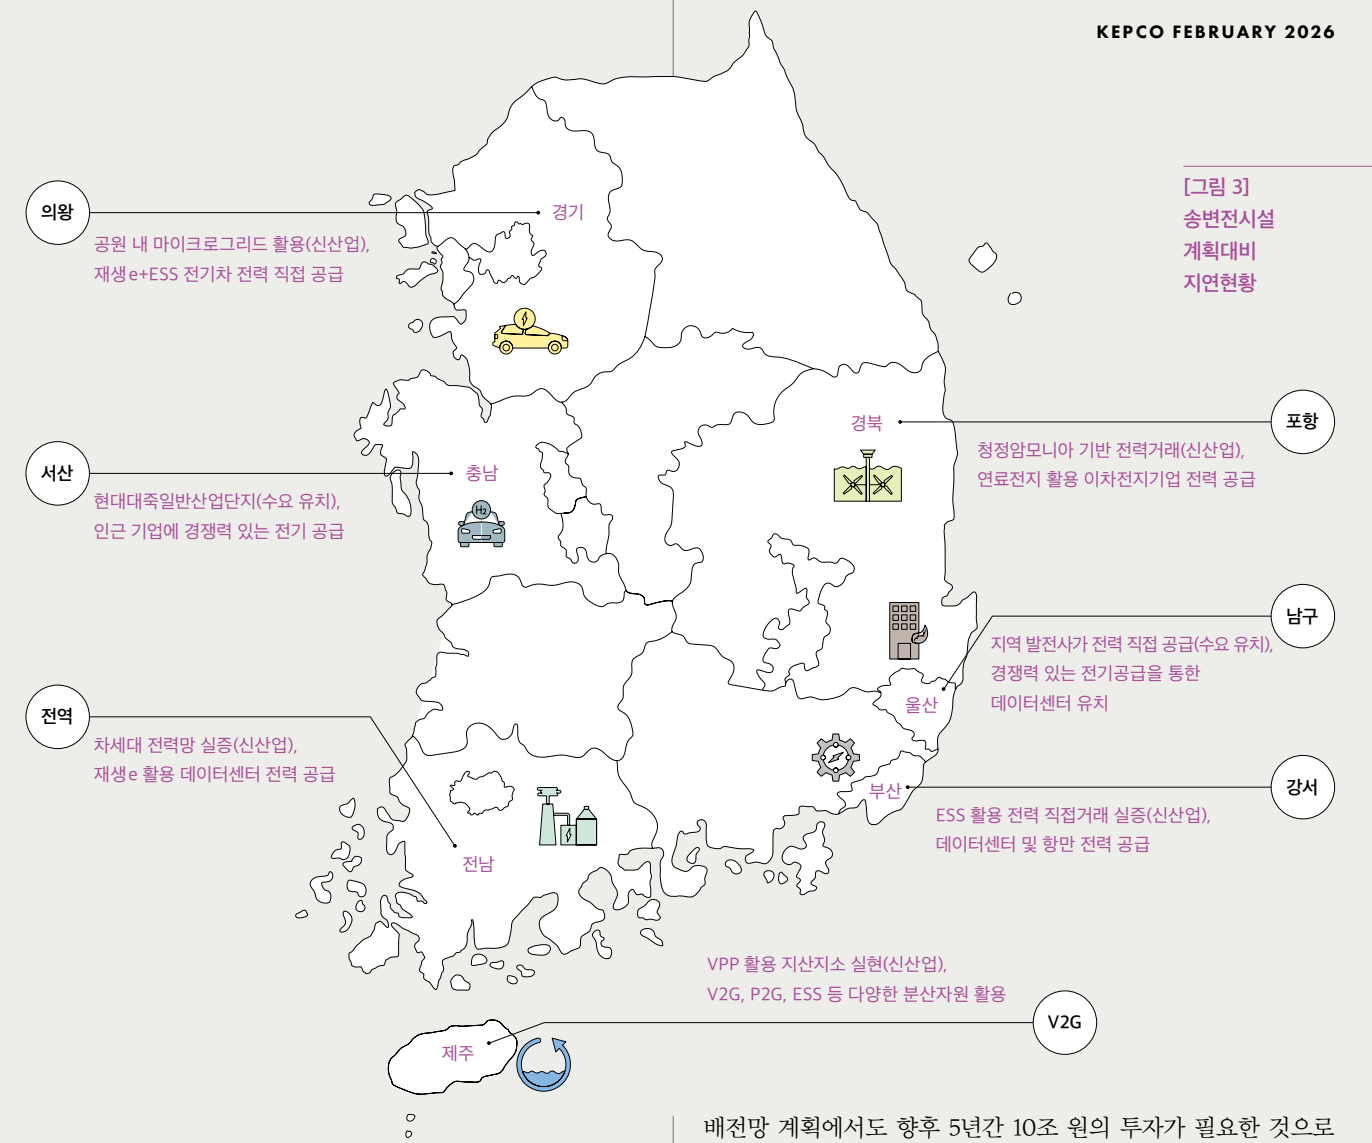 KEPCO FEBRUARY 2026
[그림 3]
송변전시설
계획대비
지연현황
의왕
경기
공원 내 마이크로그리드 활용(신산업),
재생e+ESS 전기차 전력 직접 공급
포항
경북
청정암모니아 기반 전력거래(신산업),
연료전지 활용 이차전지기업 전력 공급
서산
충남
H₂
현대대죽일반산업단지(수요 유치),
인근 기업에 경쟁력 있는 전기 공급
남구
울산
지역 발전사가 전력 직접 공급(수요 유치),
경쟁력 있는 전기공급을 통한
데이터센터 유치
전역
전남
차세대 전력망 실증(신산업),
재생e 활용 데이터센터 전력 공급
강서
부산
ESS 활용 전력 직접거래 실증(신산업),
데이터센터 및 항만 전력 공급
VPP 활용 지산지소 실현(신산업),
V2G, P2G, ESS 등 다양한 분산자원 활용
V2G
제주
배전망 계획에서도 향후 5년간 10조 원의 투자가 필요한 것으로